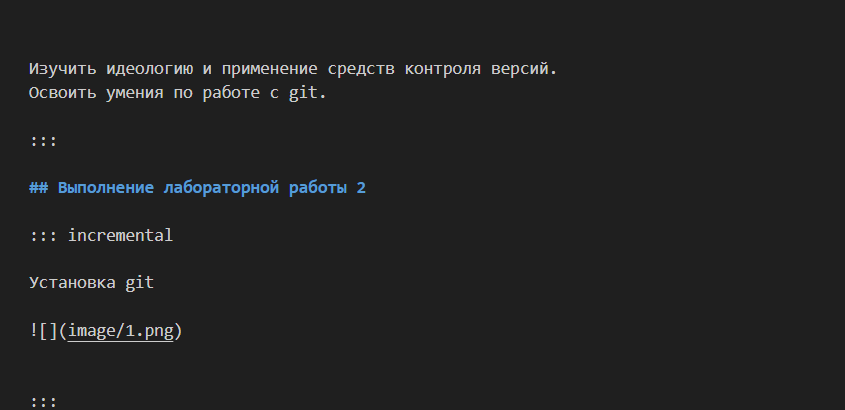 Изучить идеологию и применение средств контроля версий.
Освоить умения по работе с git.
:::
## Выполнение лабораторной работы 2
::: incremental
Установка git
![](image/1.png)
:::